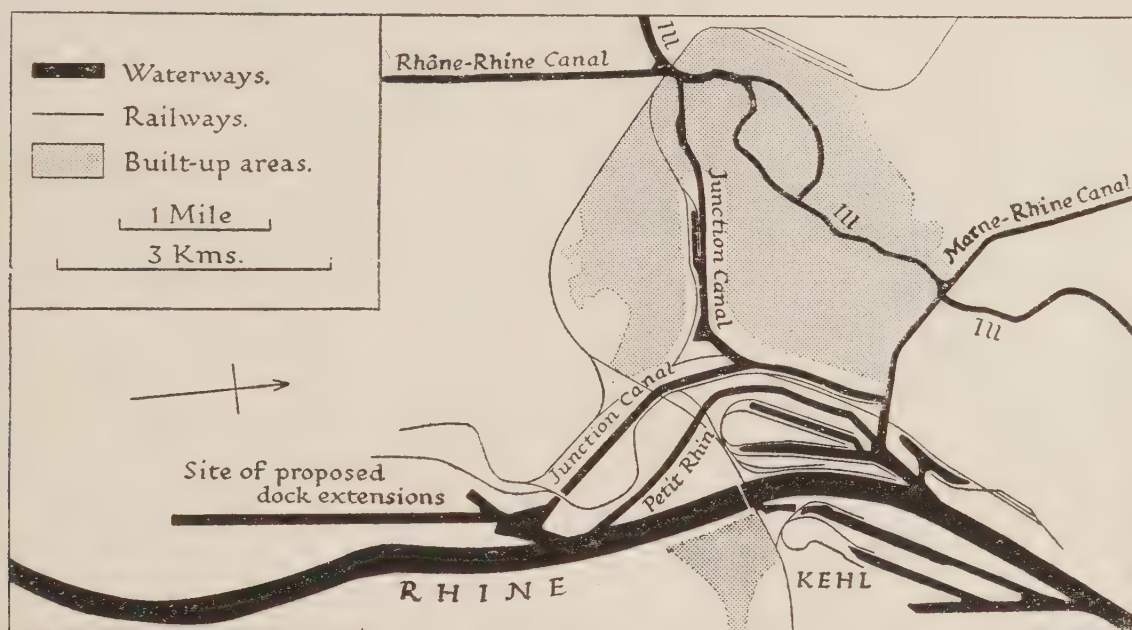 Waterways.
Railways.
Built-up areas.
1 Mile
3 Kms.
Ill
Rhône-Rhine Canal
Junction Canal
Ill
Marne-Rhine Canal
Ill
Junction Canal
Petit Rhin
Site of proposed
dock extensions
RHINE
KEHL